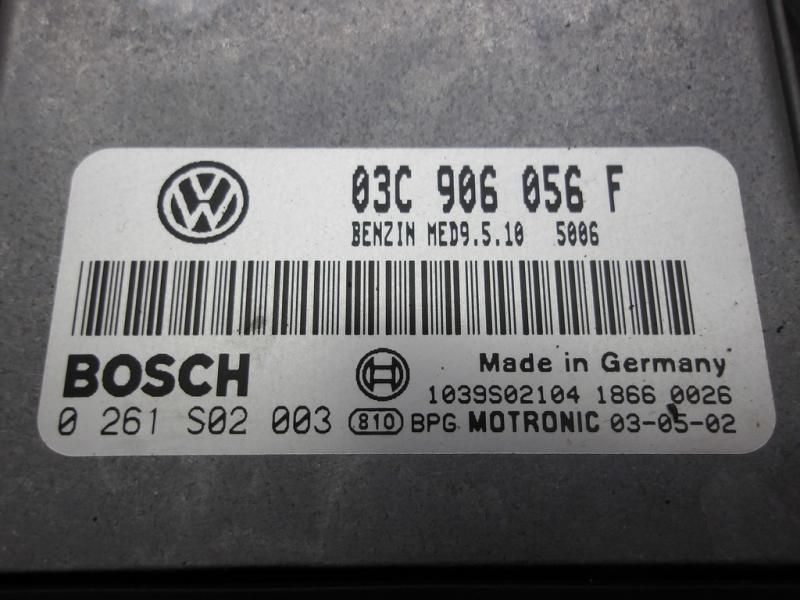 03C 906 056 F
BENZIN MED9.5.10 5006
BOSCH
Made in Germany
1039S02104 1866 0026
0 261 S02 003 810 BPG MOTRONIC 03-05-02